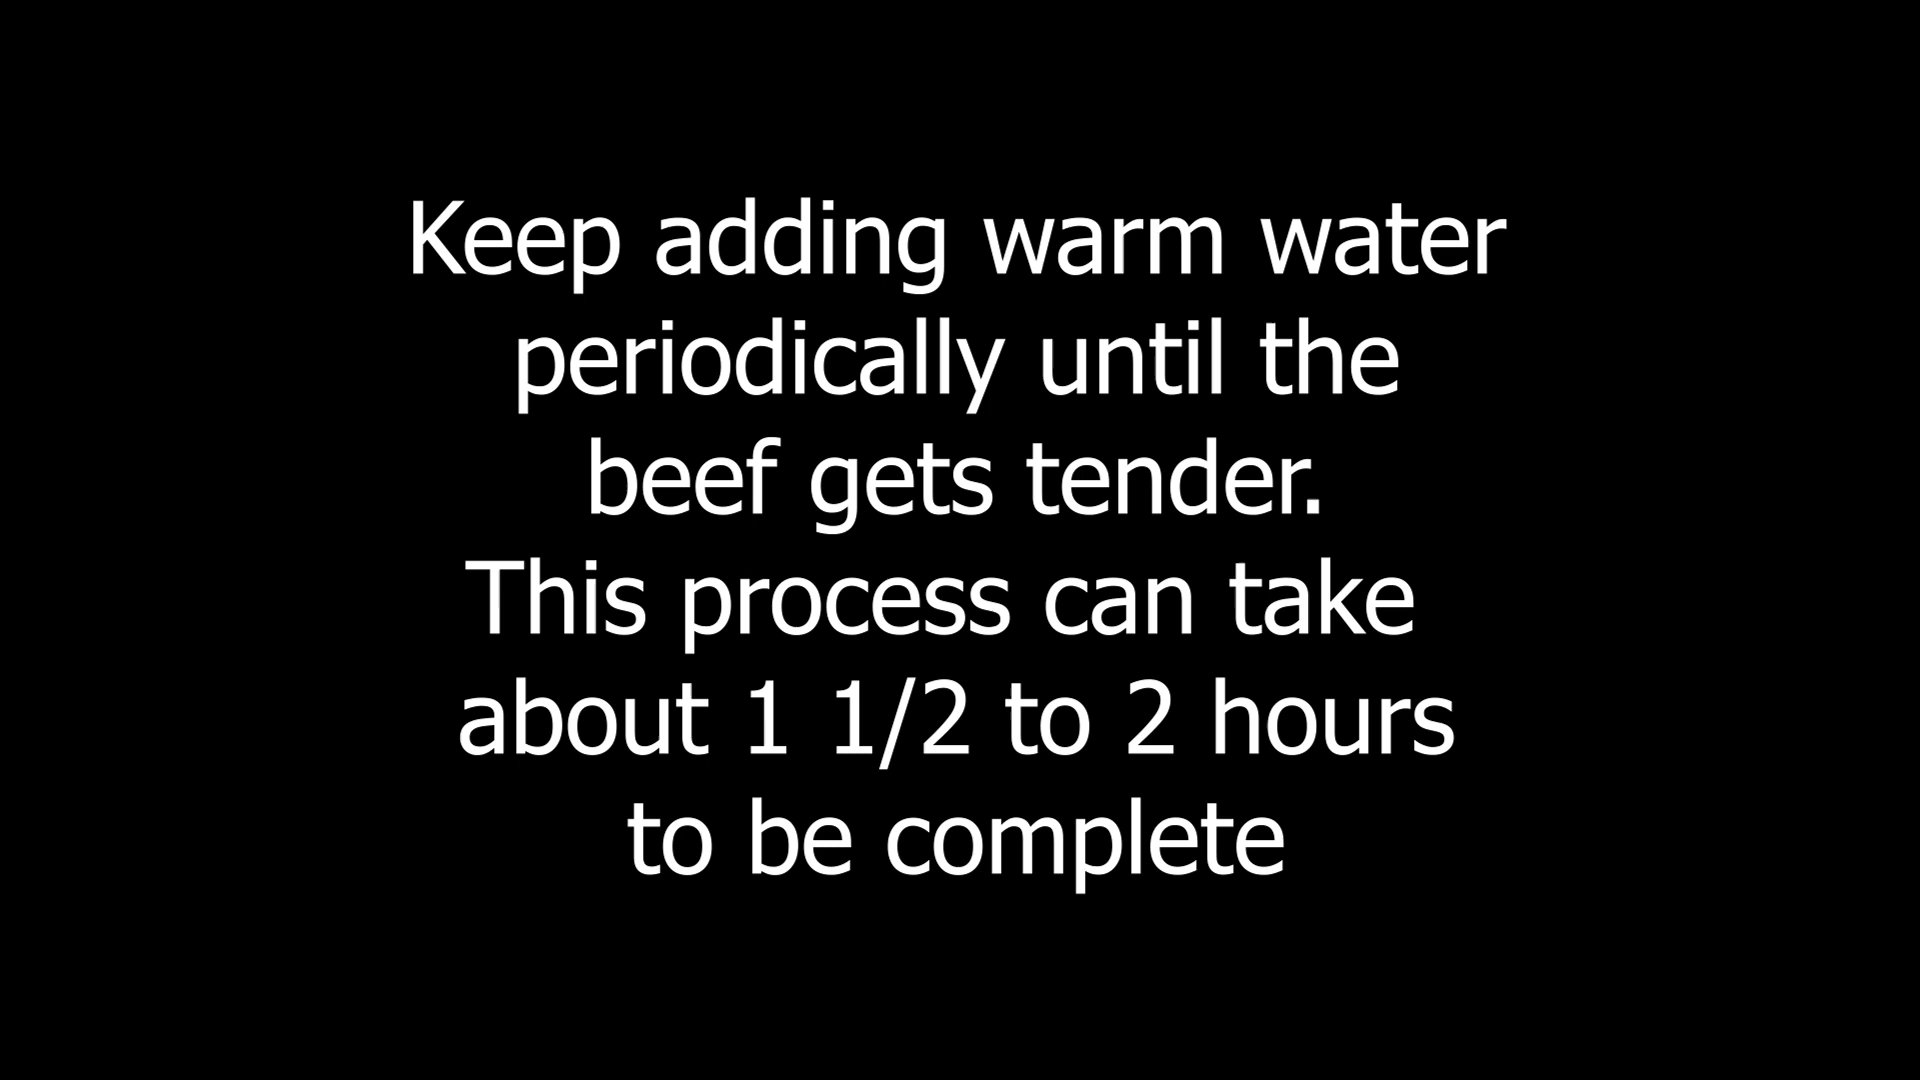 Keep adding warm water
periodically until the
beef gets tender.
This process can take
about 1 1/2 to 2 hours
to be complete